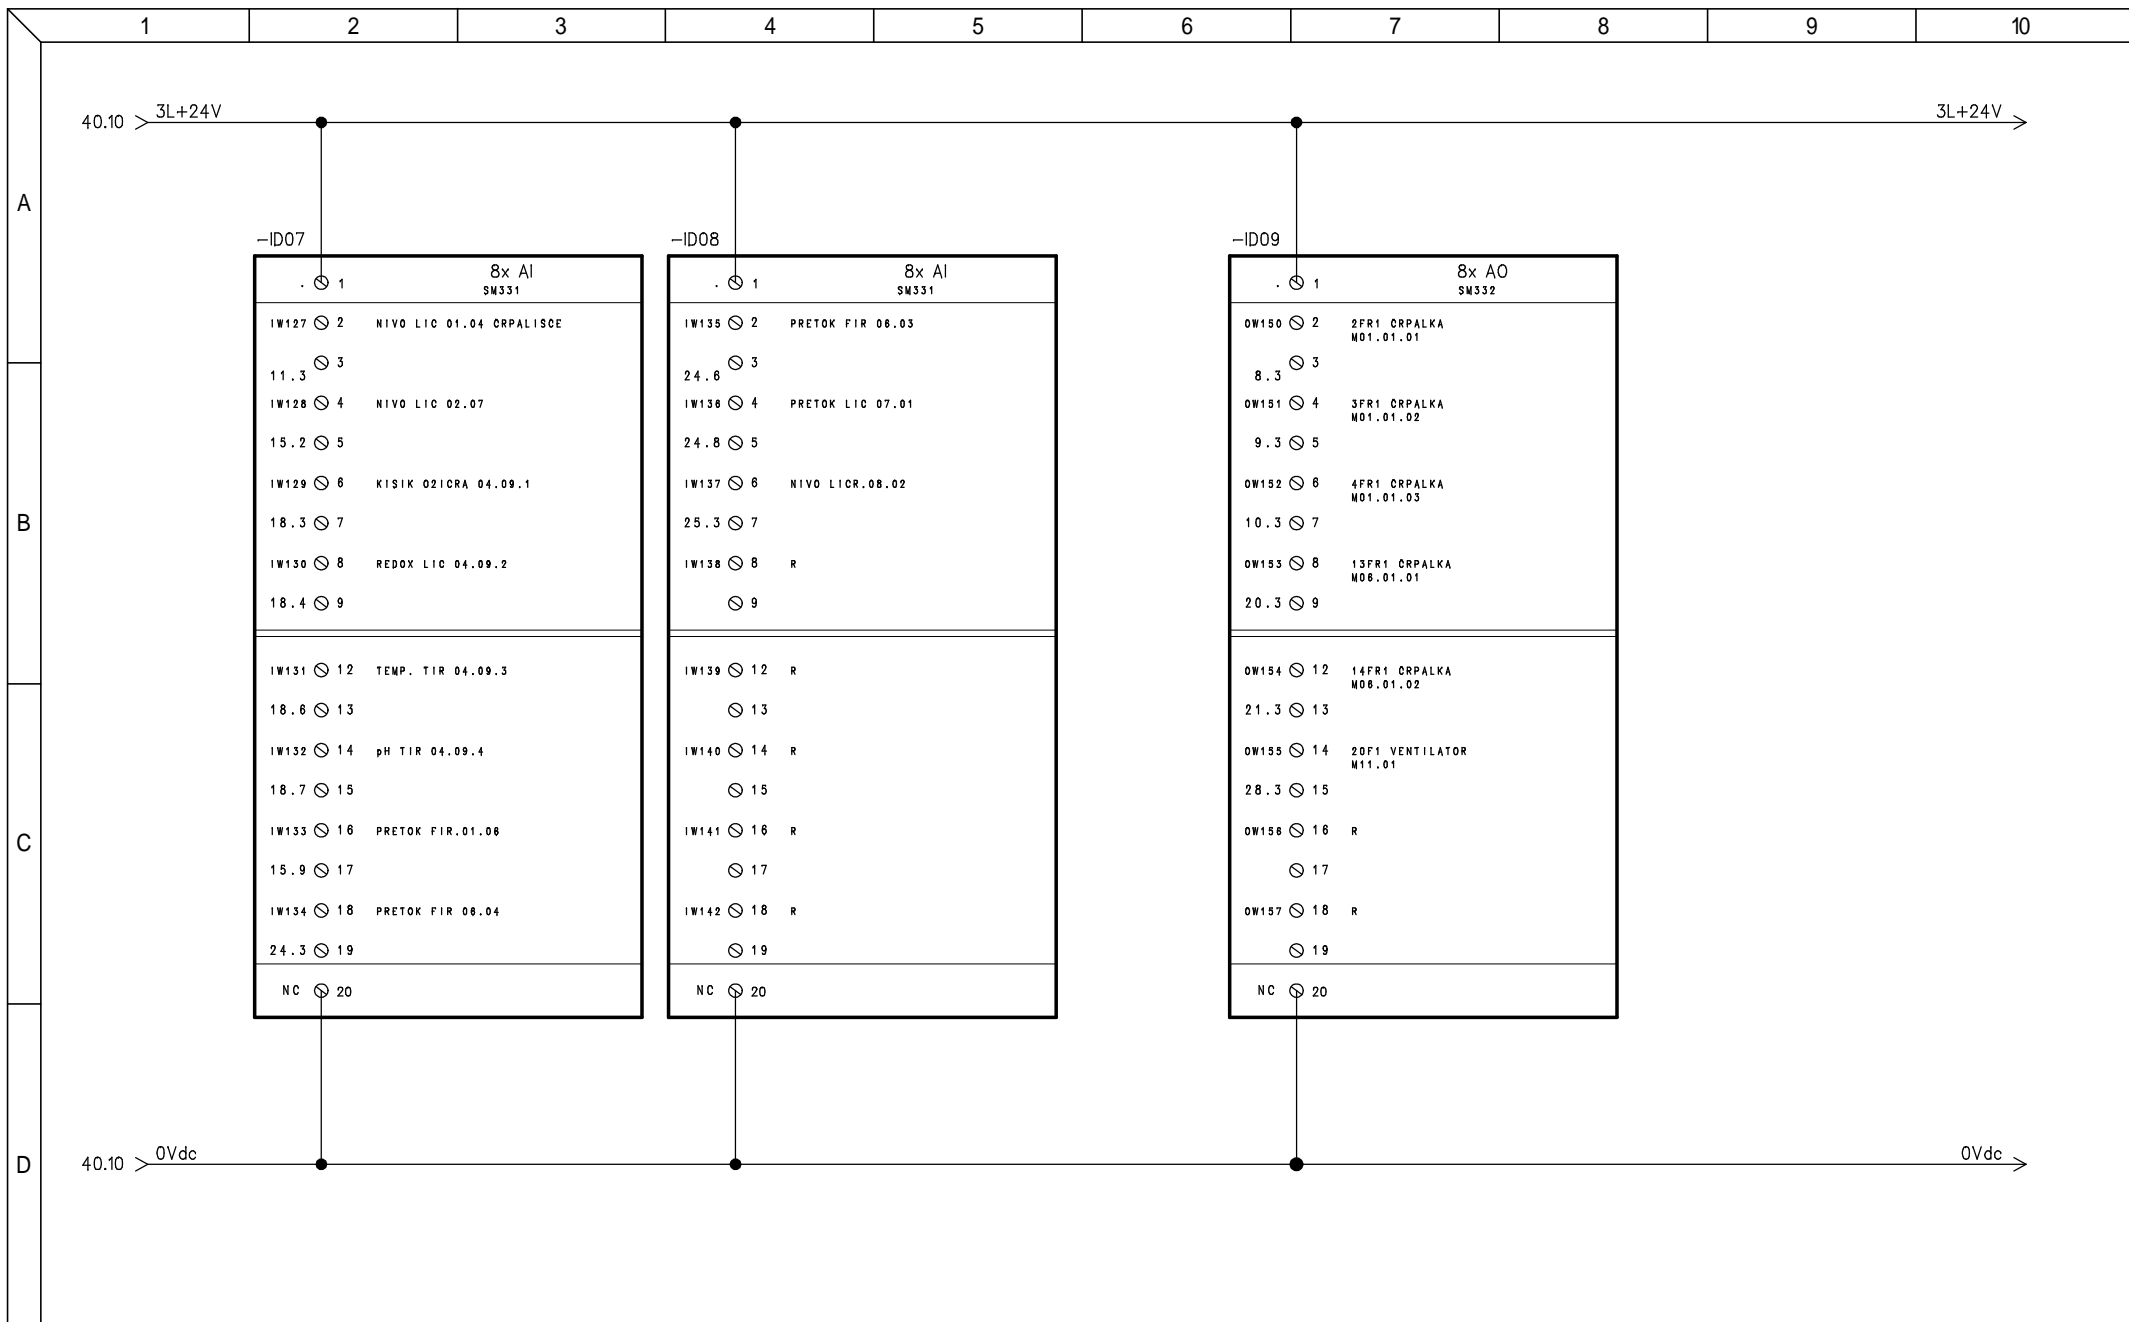 1 2 3 4 5 6 7 8 9 10
A
B
C
D
40.10 3L+24V
3L+24V
-ID07
8x AI
SM331
. 1
IW127 2 NIVO LIC 01.04 ČRPALIŠČE
3
11.3
IW128 4 NIVO LIC 02.07
15.2 5
IW129 6 KISIK O2ICRA 04.09.1
18.3 7
IW130 8 REDOX LIC 04.09.2
18.4 9
IW131 12 TEMP. TIR 04.09.3
18.6 13
IW132 14 pH TIR 04.09.4
18.7 15
IW133 16 PRETOK FIR.01.06
15.9 17
IW134 18 PRETOK FIR 06.04
24.3 19
NC 20
-ID08
8x AI
SM331
. 1
IW135 2 PRETOK FIR 06.03
3
24.6
IW136 4 PRETOK LIC 07.01
24.8 5
IW137 6 NIVO LICR.08.02
25.3 7
IW138 8 R
9
IW139 12 R
13
IW140 14 R
15
IW141 16 R
17
IW142 18 R
19
NC 20
-ID09
8x AO
SM332
. 1
OW150 2 2FR1 ČRPALKA
M01.01.01
3
8.3
OW151 4 3FR1 ČRPALKA
M01.01.02
9.3 5
OW152 6 4FR1 ČRPALKA
M01.01.03
10.3 7
OW153 8 13FR1 ČRPALKA
M06.01.01
20.3 9
OW154 12 14FR1 ČRPALKA
M06.01.02
21.3 13
OW155 14 20F1 VENTILATOR
M11.01
28.3 15
OW156 16 R
17
OW157 18 R
19
NC 20
40.10 0Vdc
0Vdc